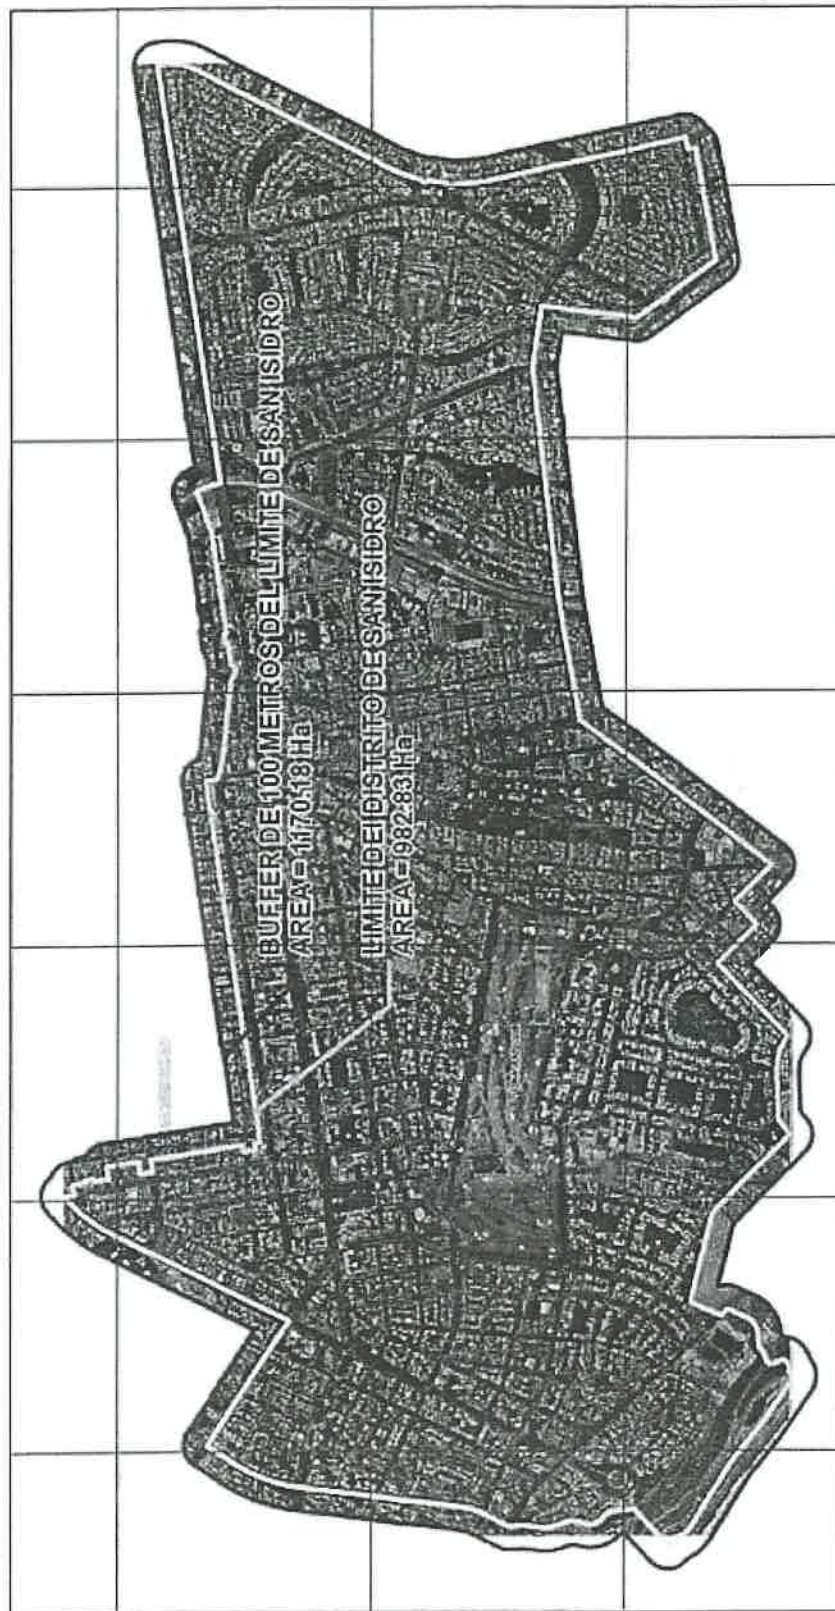 BUFFER DE 100 METROS DEL LIMITE DE SAN ISIDRO
AREA = 1170.18 Ha
LIMITE DEl DISTRITO DE SAN ISIDRO
AREA = 982.83 Ha